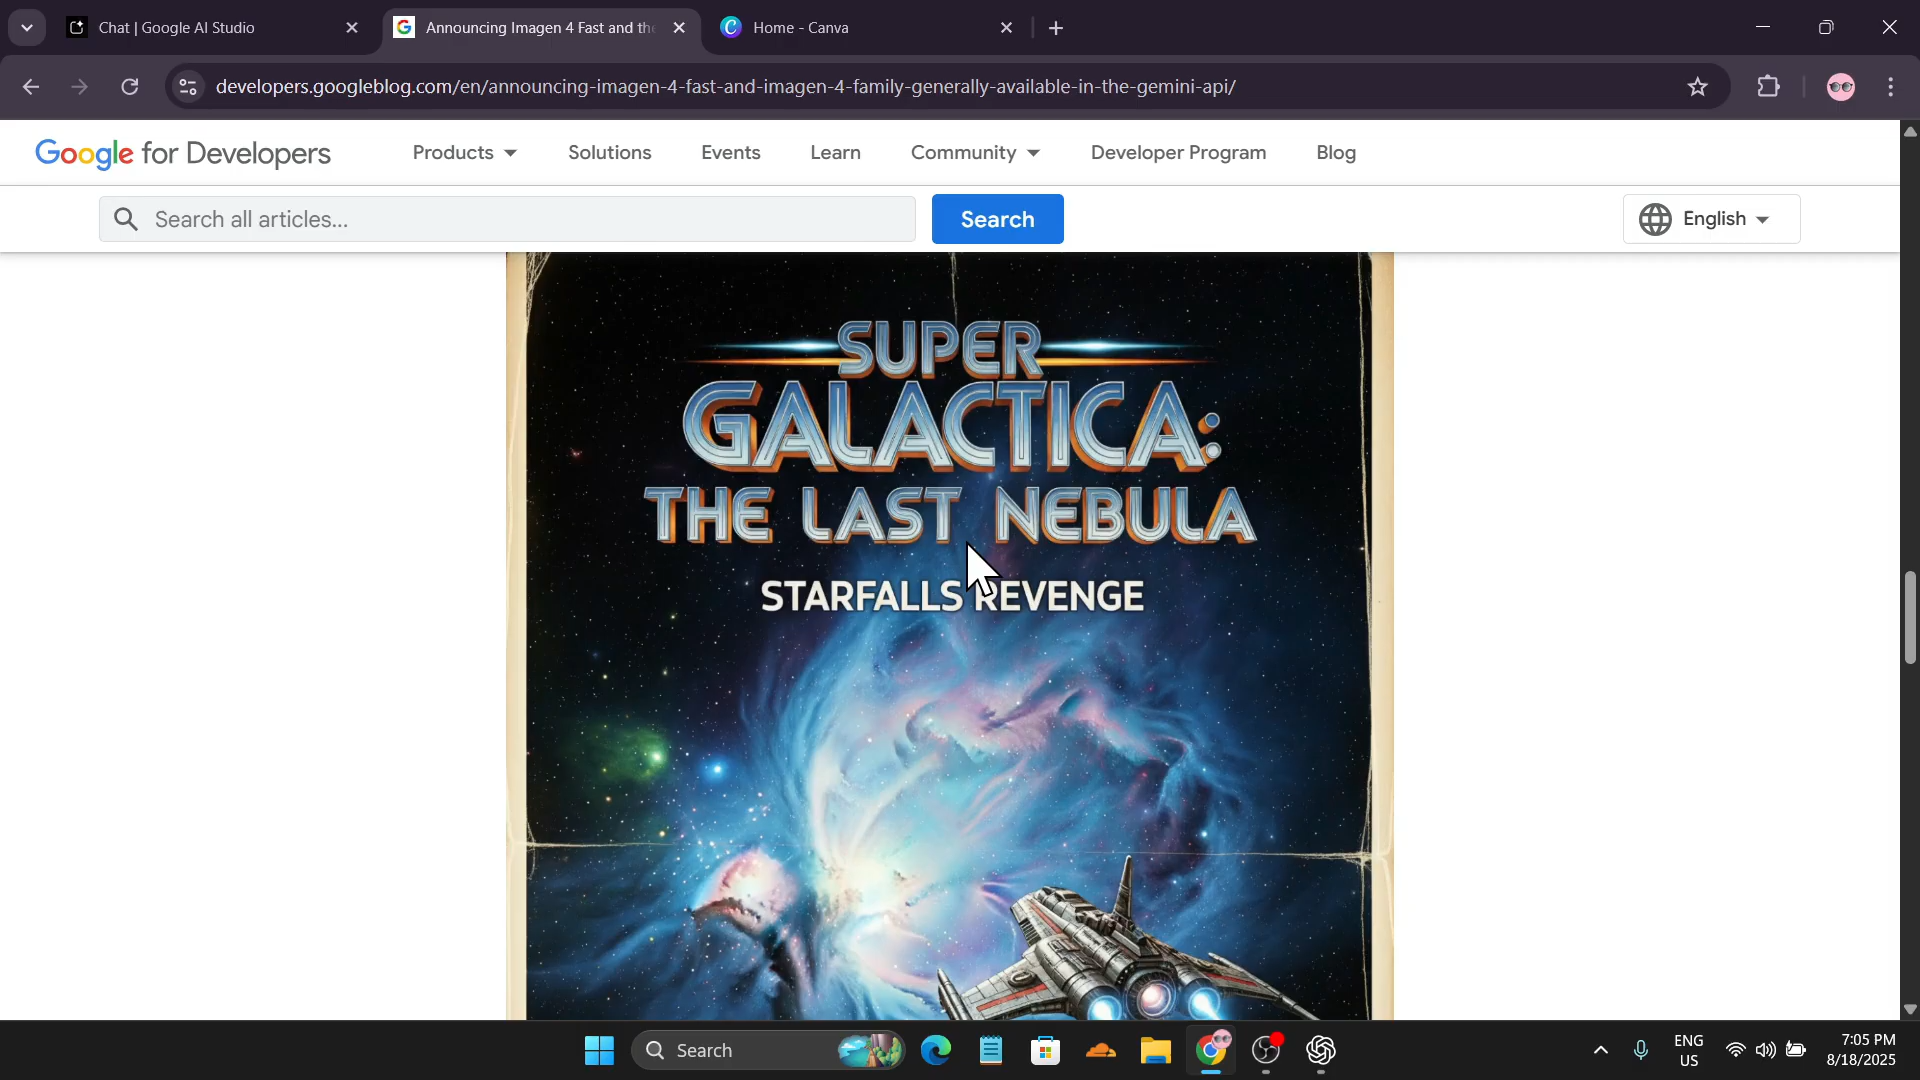 Chat | Google AI Studio
Announcing Imagen 4 Fast and the
Home - Canva
developers.googleblog.com/en/announcing-imagen-4-fast-and-imagen-4-family-generally-available-in-the-gemini-api/
Google for Developers
Products
Solutions
Events
Learn
Community
Developer Program
Blog
Search all articles...
Search
English
SUPER
GALACTICA:
THE LAST NEBULA
STARFALLS REVENGE
Search
ENG
US
7:05 PM
8/18/2025